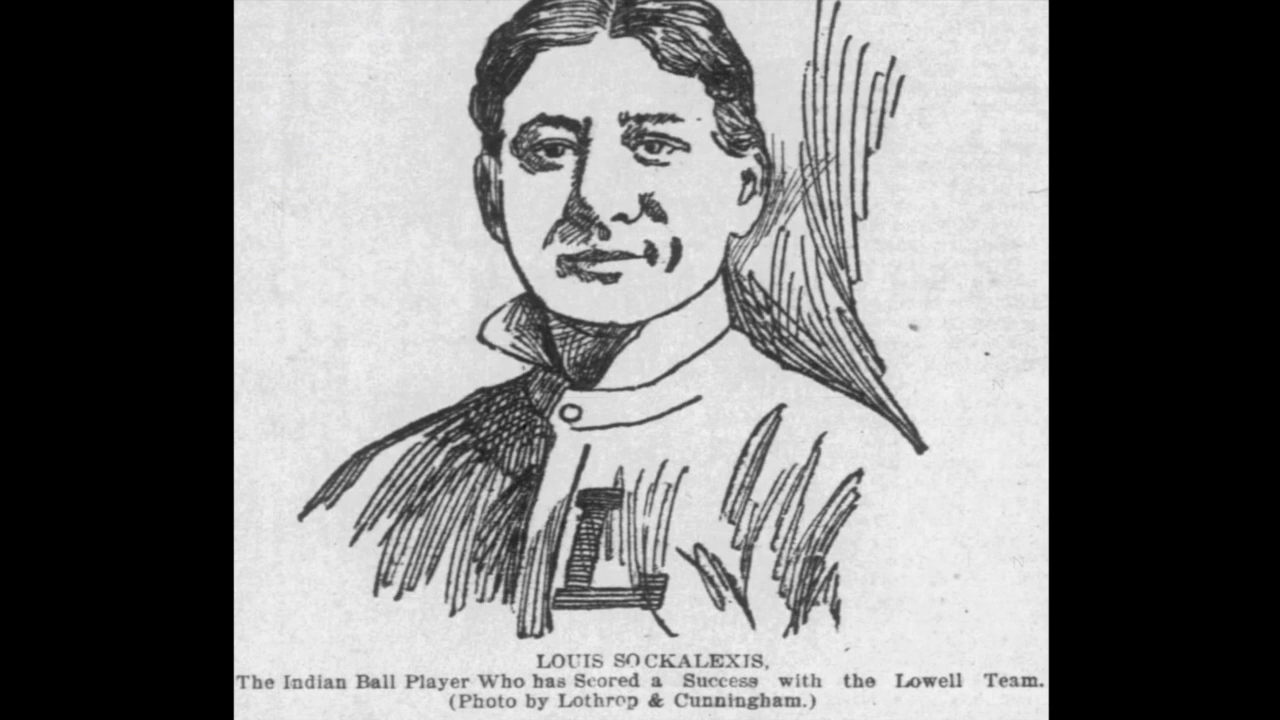 L
LOUIS SOCKALEXIS,
The Indian Ball Player Who has Scored a Success with the Lowell Team.
(Photo by Lothrop & Cunningham.)